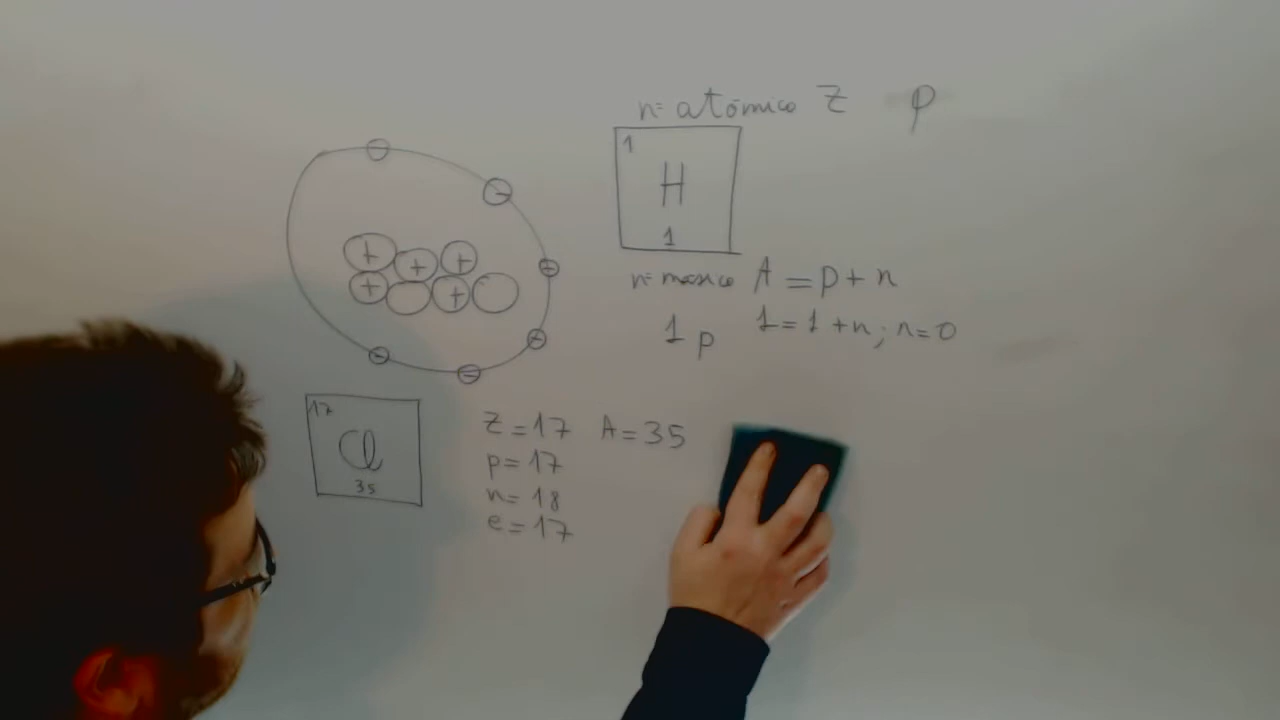 nº atómico Z p
1
H
1
nº masico A = p + n
1 p 1 = 1 + n ; n = 0
17
Cl
35
Z = 17 A = 35
p = 17
n = 18
e = 17